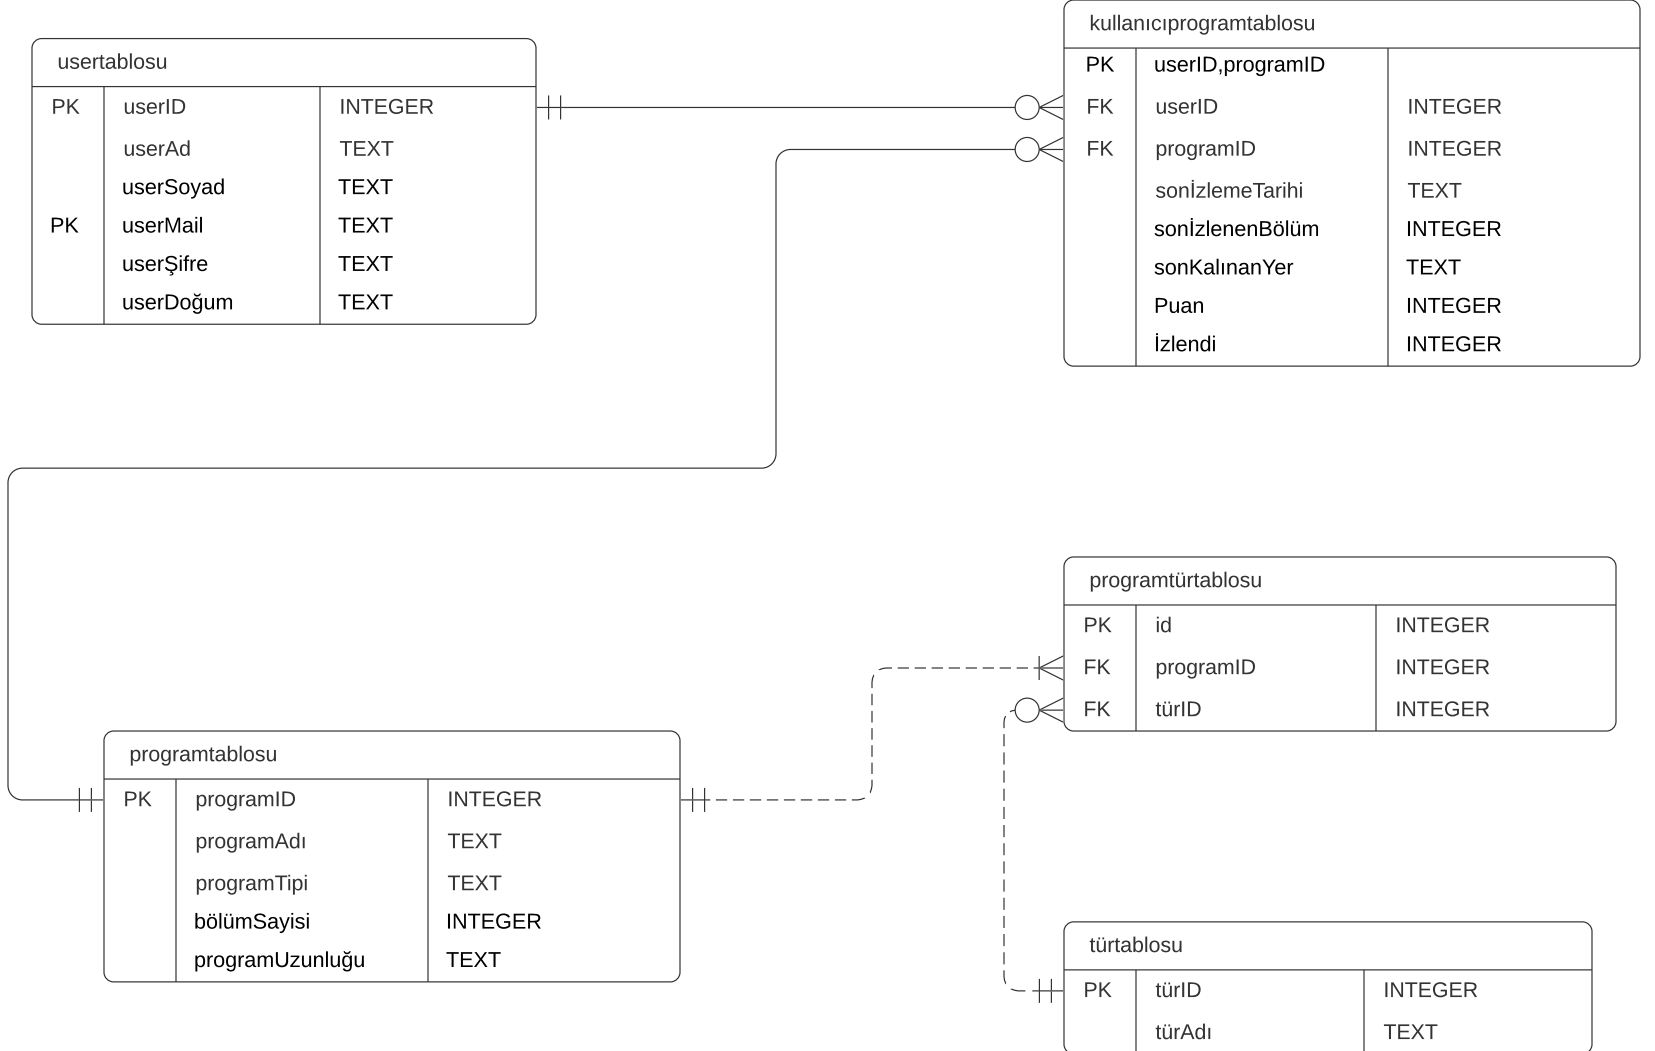 usertablosu
PK userID INTEGER
userAd TEXT
userSoyad TEXT
PK userMail TEXT
userŞifre TEXT
userDoğum TEXT
kullanıcıprogramtablosu
PK userID,programID
FK userID INTEGER
FK programID INTEGER
sonİzlemeTarihi TEXT
sonİzlenenBölüm INTEGER
sonKalınanYer TEXT
Puan INTEGER
İzlendi INTEGER
programtürtablosu
PK id INTEGER
FK programID INTEGER
FK türID INTEGER
programtablosu
PK programID INTEGER
programAdı TEXT
programTipi TEXT
bölümSayisi INTEGER
programUzunluğu TEXT
türtablosu
PK türID INTEGER
türAdı TEXT